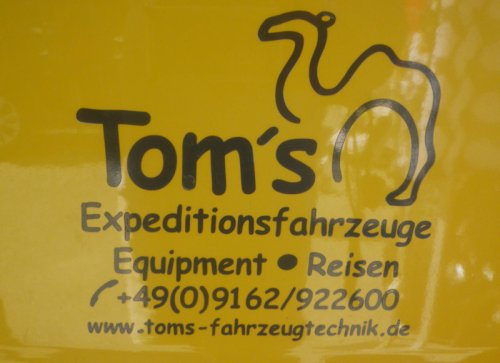 Tom´s
Expeditionsfahrzeuge
Equipment • Reisen
+49(0)9162/922600
www.toms-fahrzeugtechnik.de